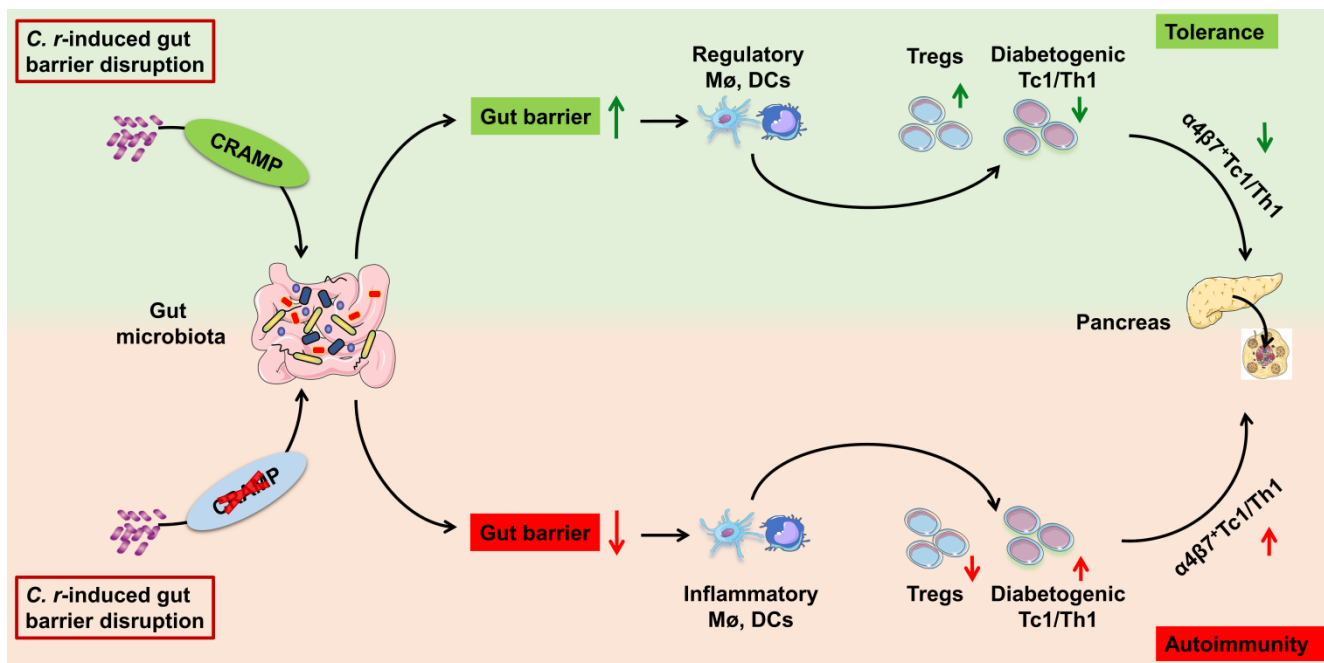 C. r-induced gut
barrier disruption
CRAMP
Gut barrier
Regulatory
Mø, DCs
Tregs
Diabetogenic
Tc1/Th1
Tolerance
α4β7⁺Tc1/Th1
Gut
microbiota
Pancreas
CRAMP
C. r-induced gut
barrier disruption
Gut barrier
Inflammatory
Mø, DCs
Tregs
Diabetogenic
Tc1/Th1
α4β7⁺Tc1/Th1
Autoimmunity